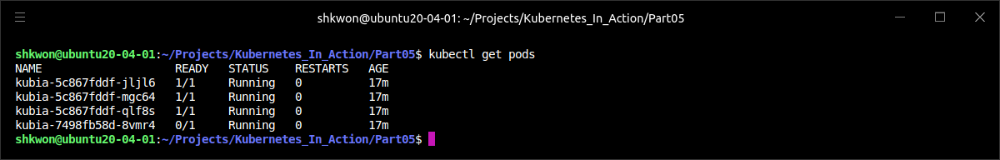 shkwon@ubuntu20-04-01: ~/Projects/Kubernetes_In_Action/Part05
shkwon@ubuntu20-04-01:~/Projects/Kubernetes_In_Action/Part05$ kubectl get pods
NAME                     READY   STATUS    RESTARTS   AGE
kubia-5c867fddf-jljl6    1/1     Running   0          17m
kubia-5c867fddf-mgc64    1/1     Running   0          17m
kubia-5c867fddf-qlf8s    1/1     Running   0          17m
kubia-7498fb58d-8vmr4    0/1     Running   0          17m
shkwon@ubuntu20-04-01:~/Projects/Kubernetes_In_Action/Part05$